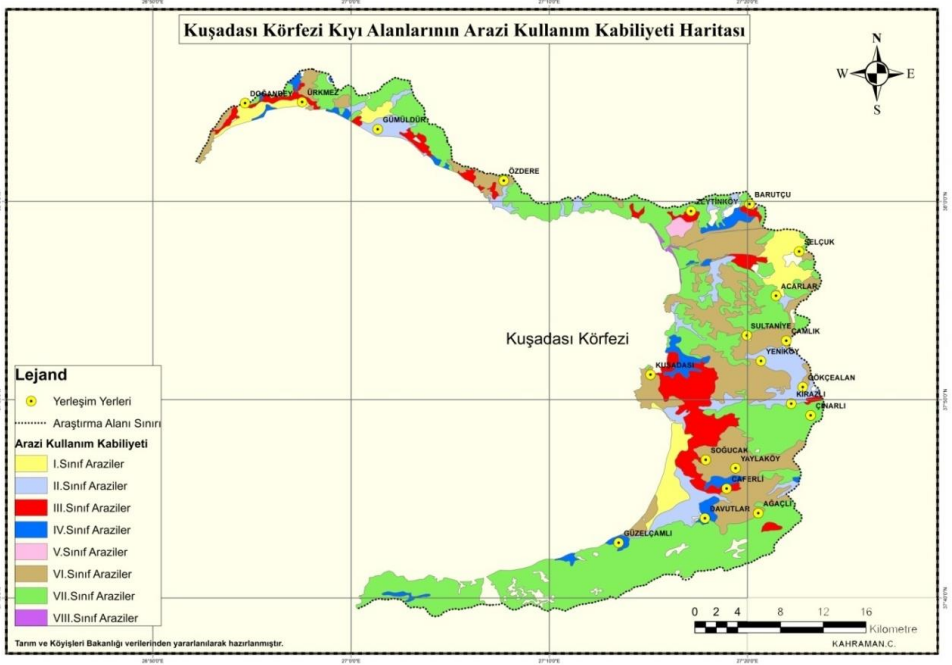 Kuşadası Körfezi Kıyı Alanlarının Arazi Kullanım Kabiliyeti Haritası
N
W E
S
DOĞANBEY
ÜRKMEZ
GÜMÜLDÜR
ÖZDERE
ZEYTİNKÖY
BARUTÇU
SELÇUK
ACARLAR
SULTANİYE
ÇAMLIK
Kuşadası Körfezi
YENİKÖY
KUŞADASI
GÖKÇEALAN
KİRAZLI
ÇINARLI
SOĞUCAK
YAYLAKÖY
CAFERLİ
AĞAÇLI
DAVUTLAR
GÜZELÇAMLI
Lejand
Yerleşim Yerleri
Araştırma Alanı Sınırı
Arazi Kullanım Kabiliyeti
I.Sınıf Araziler
II.Sınıf Araziler
III.Sınıf Araziler
IV.Sınıf Araziler
V.Sınıf Araziler
VI.Sınıf Araziler
VII.Sınıf Araziler
VIII.Sınıf Araziler
0 2 4 8 12 16
Kilometre
Tarım ve Köyişleri Bakanlığı verilerinden yararlanılarak hazırlanmıştır.
KAHRAMAN.C.